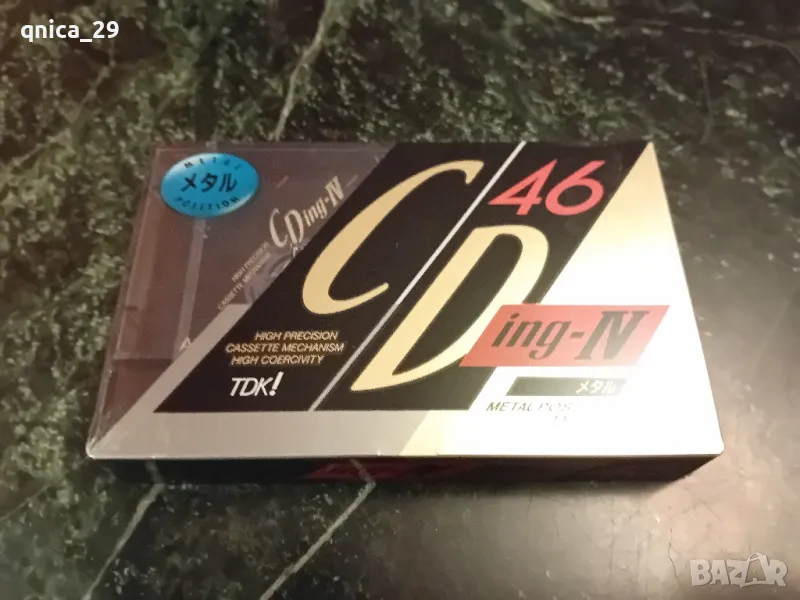 qnica_29
METAL
メタル
POSITION
CDing-IV
HIGH PRECISION
CASSETTE MECHANISM
A
46
CD
ing-IV
HIGH PRECISION
CASSETTE MECHANISM
HIGH COERCIVITY
TDK!
メタル
METAL POS
BAZAR